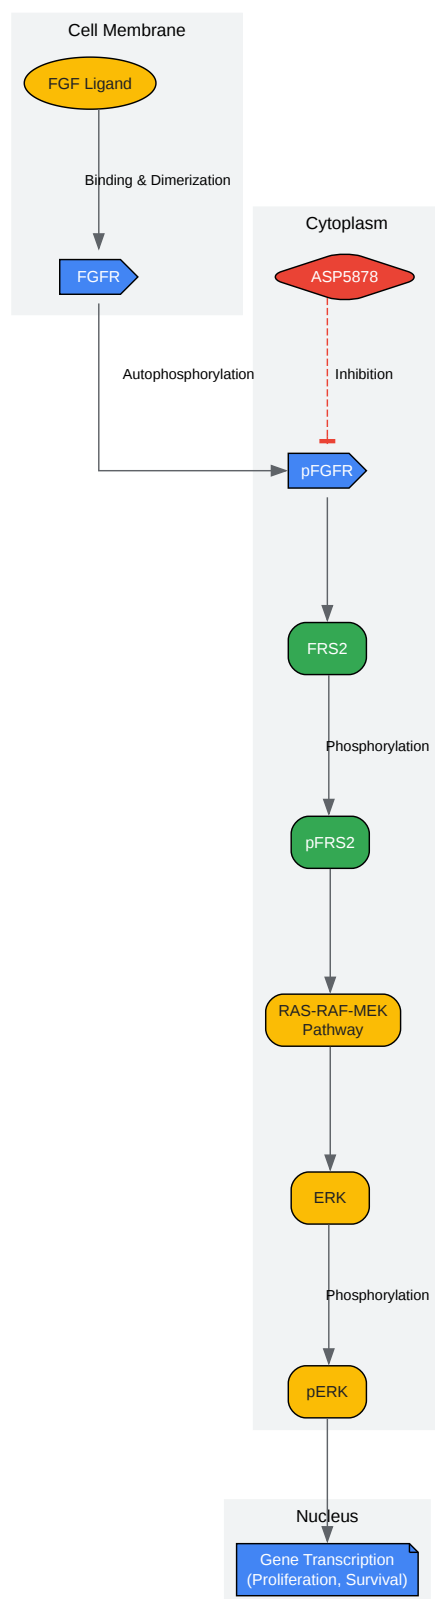 Cell Membrane
FGF Ligand
Binding & Dimerization
Cytoplasm
FGFR
ASP5878
Autophosphorylation
Inhibition
pFGFR
FRS2
Phosphorylation
pFRS2
RAS-RAF-MEK
Pathway
ERK
Phosphorylation
pERK
Nucleus
Gene Transcription
(Proliferation, Survival)